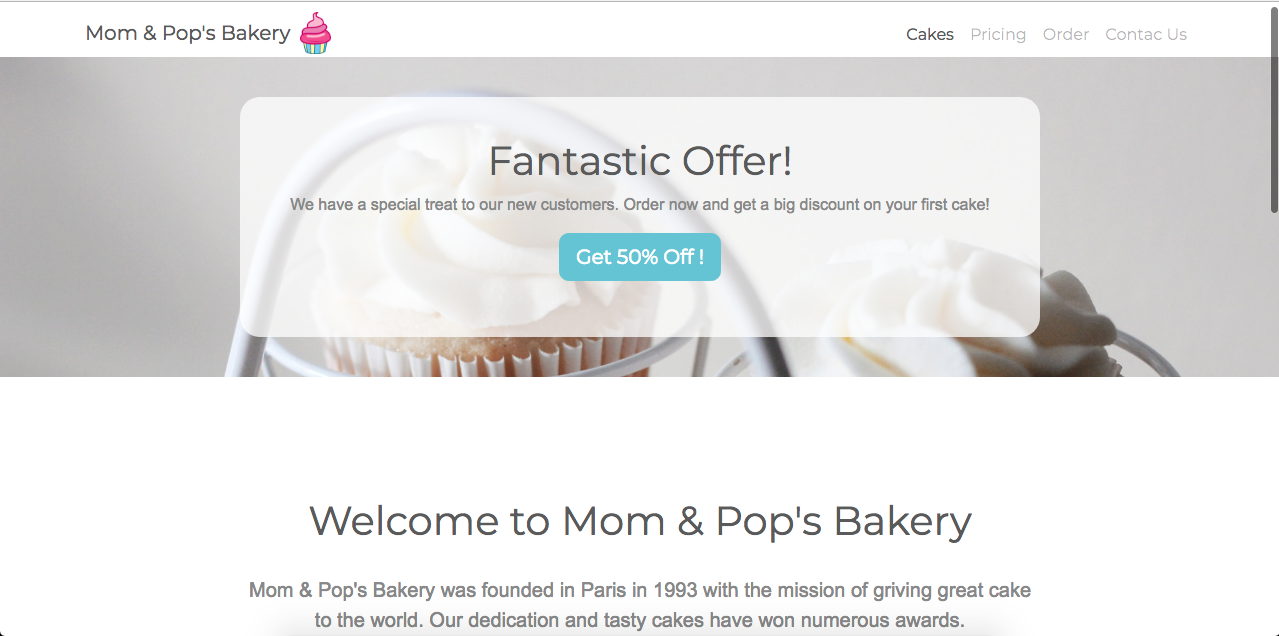 Mom & Pop's Bakery
Cakes Pricing Order Contac Us
Fantastic Offer!
We have a special treat to our new customers. Order now and get a big discount on your first cake!
Get 50% Off !
Welcome to Mom & Pop's Bakery
Mom & Pop's Bakery was founded in Paris in 1993 with the mission of griving great cake
to the world. Our dedication and tasty cakes have won numerous awards.